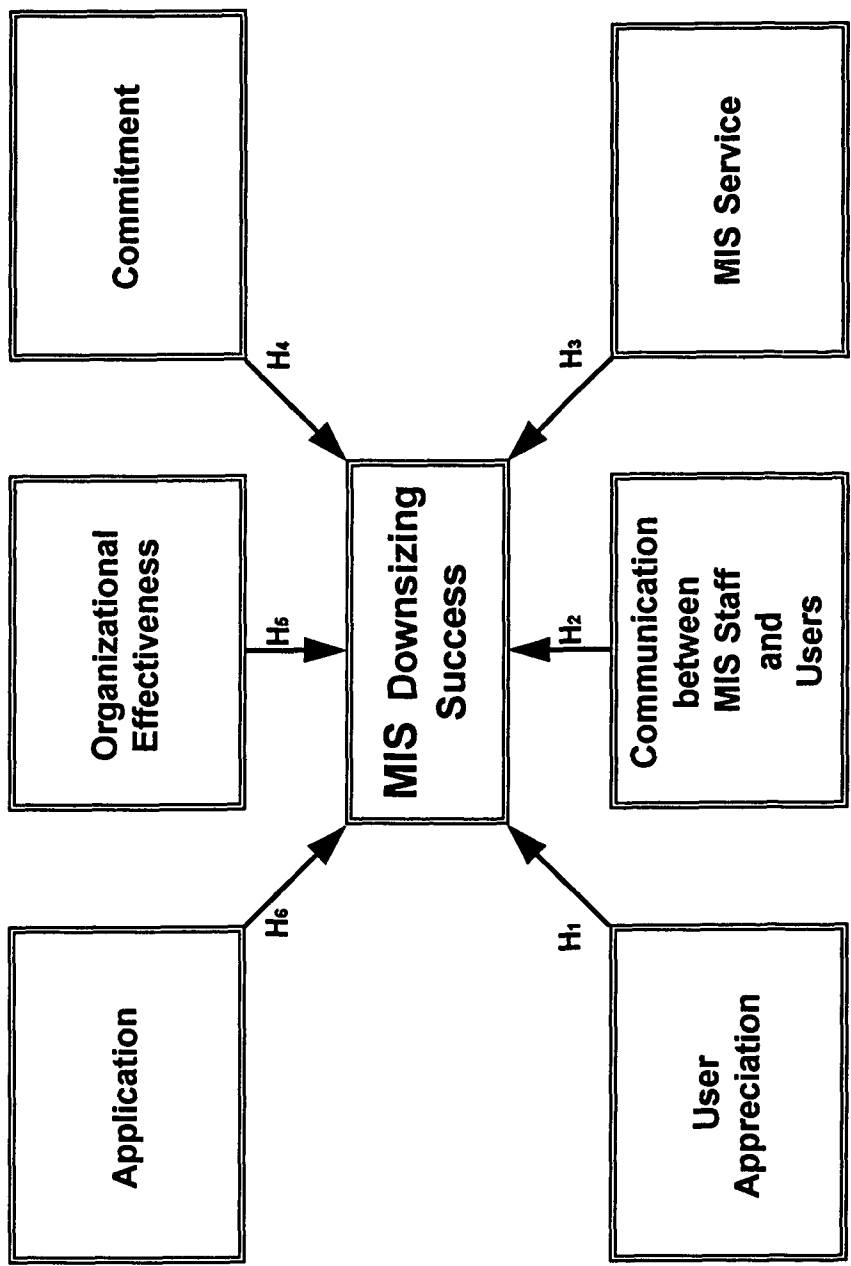 Application
Organizational
Effectiveness
Commitment
H6
H5
H4
MIS Downsizing
Success
H1
H2
H3
User
Appreciation
Communication
between
MIS Staff
and
Users
MIS Service